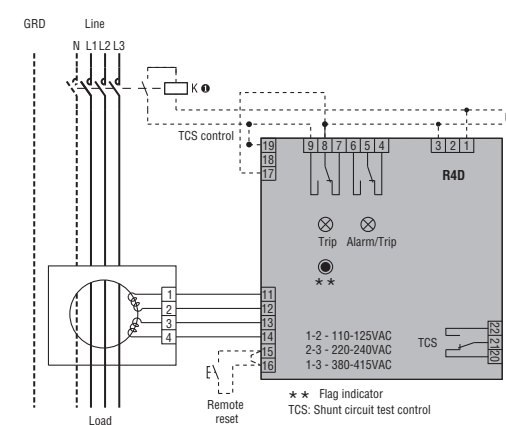 GRD Line
N L1 L2 L3
K ❶
TCS control
19 9 8 7 6 5 4 3 2 1
18
17
R4D
Trip Alarm/Trip
* *
1 11
2 12
3 13
4 14
15
16
1-2 - 110-125VAC
2-3 - 220-240VAC
1-3 - 380-415VAC
TCS
22
21
20
E
Remote
reset
Load
* * Flag indicator
TCS: Shunt circuit test control